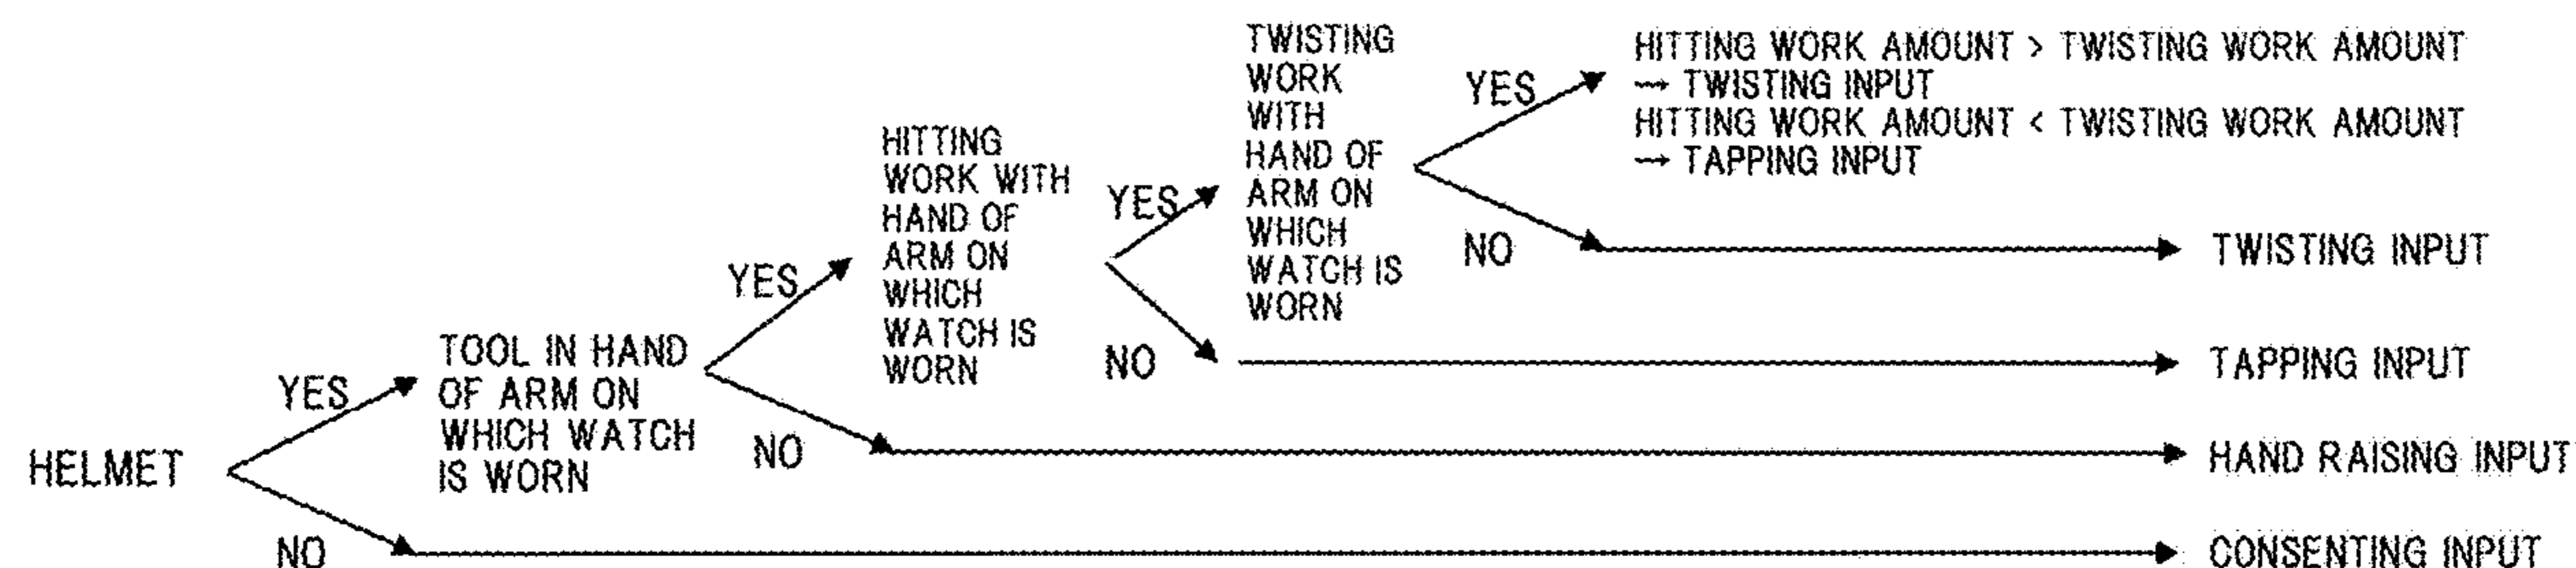 HELMET
YES
NO
TOOL IN HAND
OF ARM ON
WHICH WATCH
IS WORN
YES
NO
HITTING
WORK WITH
HAND OF
ARM ON
WHICH
WATCH IS
WORN
YES
NO
TWISTING
WORK
WITH
HAND OF
ARM ON
WHICH
WATCH IS
WORN
YES
NO
HITTING WORK AMOUNT > TWISTING WORK AMOUNT
→ TWISTING INPUT
HITTING WORK AMOUNT < TWISTING WORK AMOUNT
→ TAPPING INPUT
TWISTING INPUT
TAPPING INPUT
HAND RAISING INPUT
CONSENTING INPUT